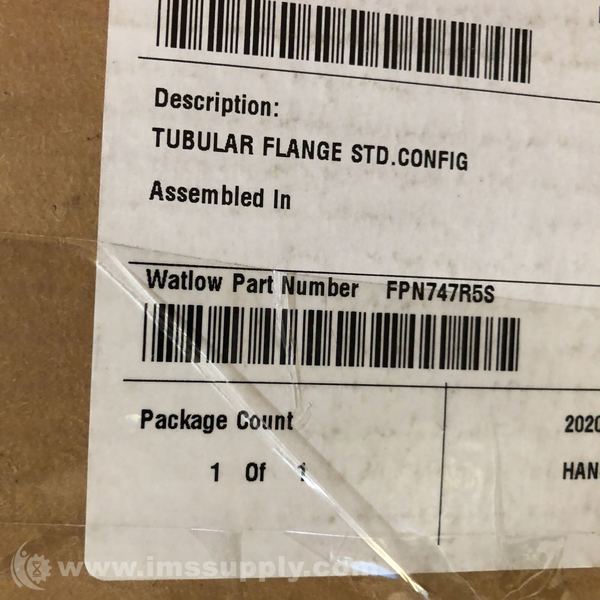 Description:
TUBULAR FLANGE STD.CONFIG
Assembled In
Watlow Part Number FPN747R5S
Package Count
2020
1 Of 1
HAN
www.imssupply.com